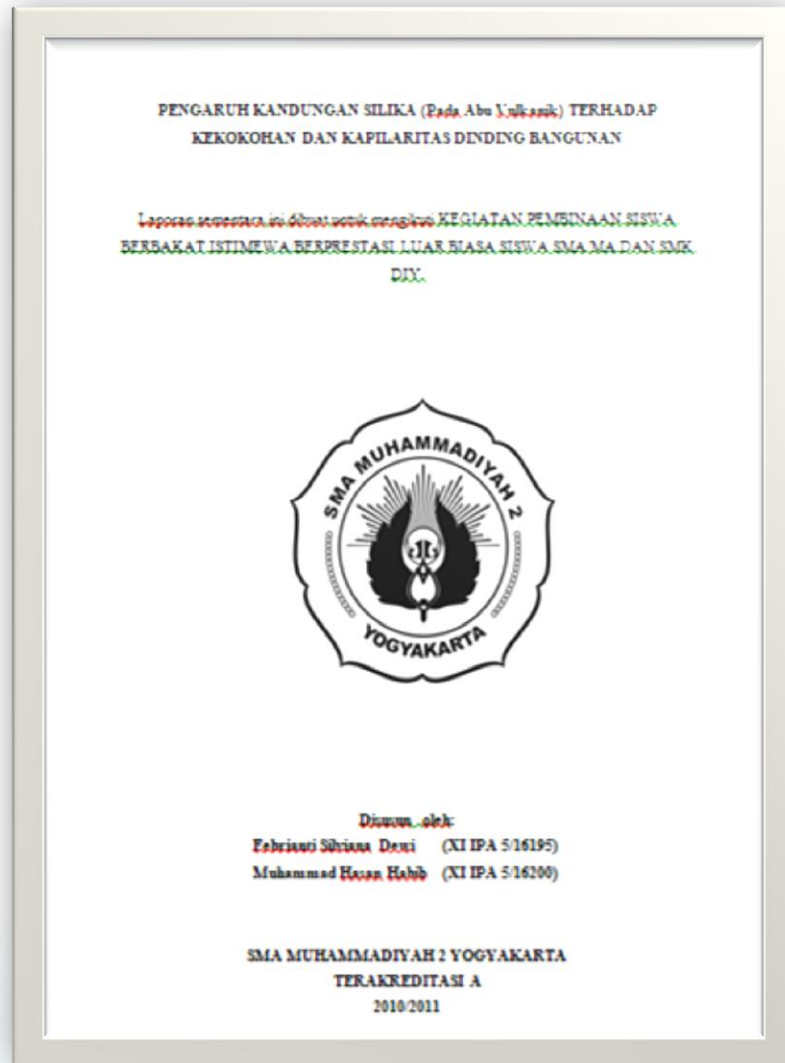 PENGARUH KANDUNGAN SILIKA (Pada Abu Vulkanik) TERHADAP
KEKOKOHAN DAN KAPILARITAS DINDING BANGUNAN
Laporan sementara ini dibuat untuk mengikuti KEGIATAN PEMBINAAN SISWA
BERBAKAT ISTIMEWA BERPRESTASI LUAR BIASA SISWA SMA MA DAN SMK
DIY.
SMA MUHAMMADIYAH 2
YOGYAKARTA
Disusun oleh:
Febrianti Silviana Dewi (XI IPA 5/16195)
Muhammad Hasan Habib (XI IPA 5/16200)
SMA MUHAMMADIYAH 2 YOGYAKARTA
TERAKREDITASI A
2010/2011